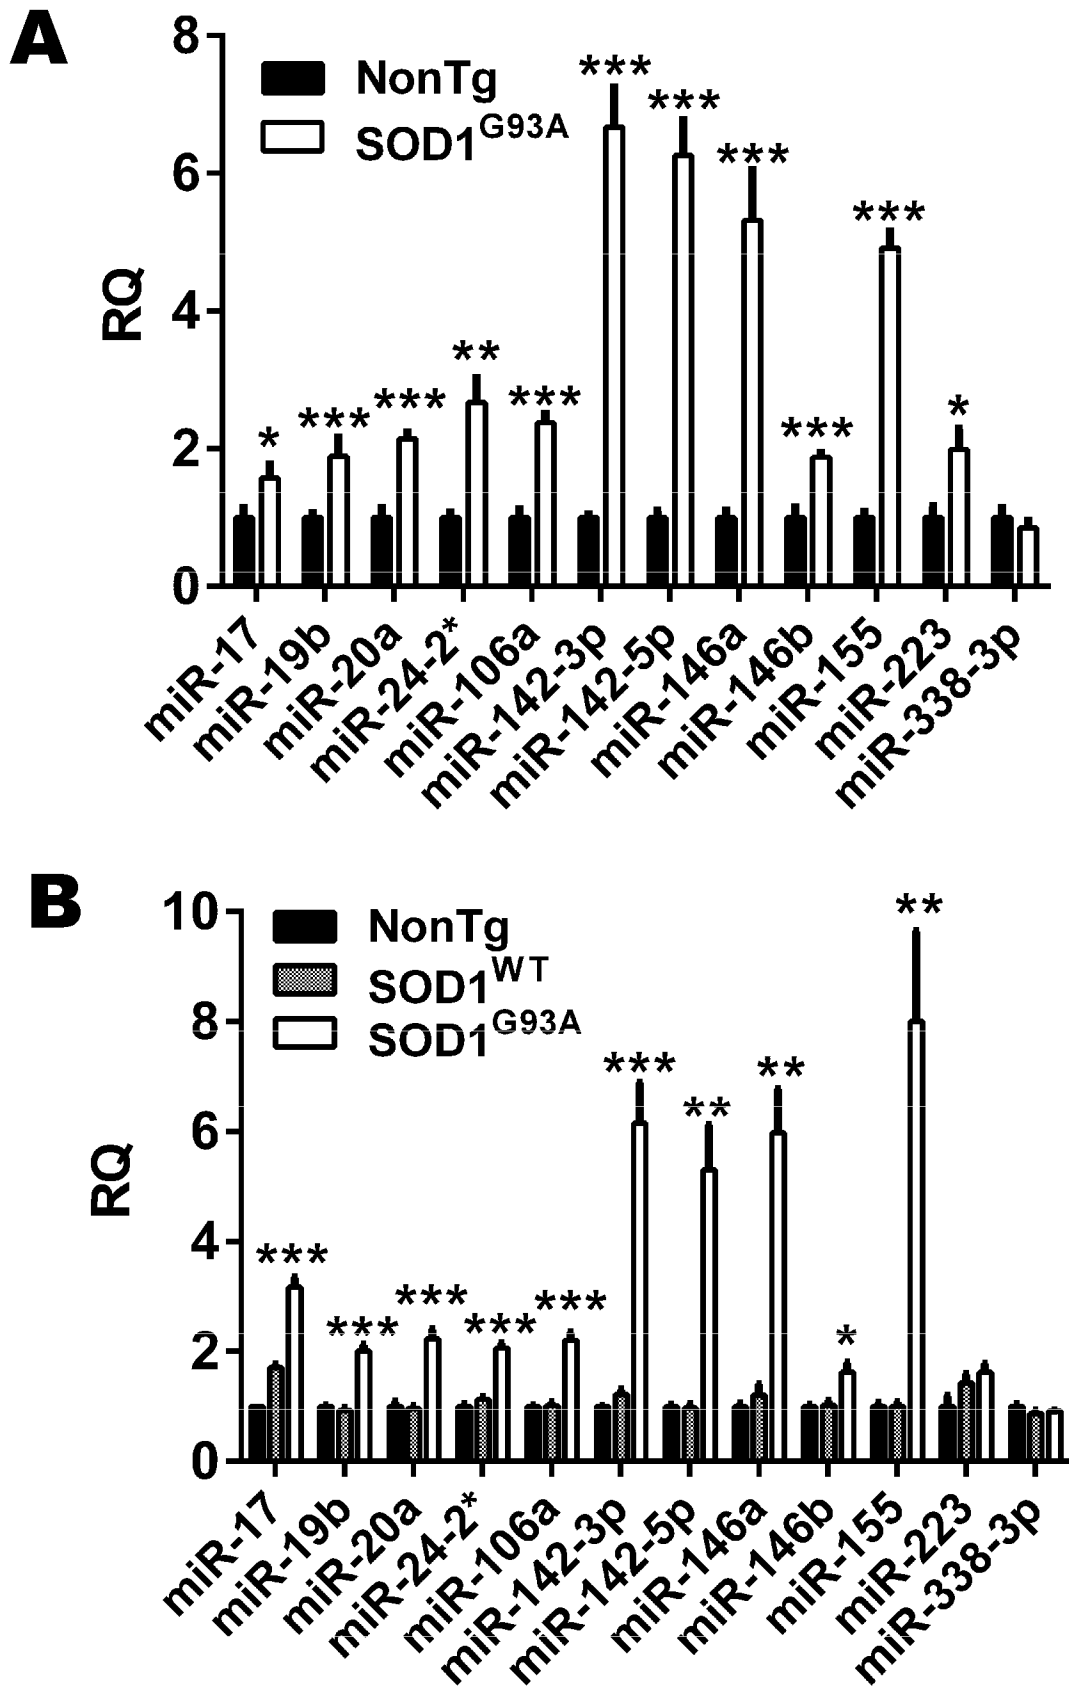 A
8
6
4
2
0
RQ
NonTg
SOD1G93A
***
***
***
***
**
***
***
***
***
*
*
miR-17
miR-19b
miR-20a
miR-24-2*
miR-106a
miR-142-3p
miR-142-5p
miR-146a
miR-146b
miR-155
miR-223
miR-338-3p
B
10
8
6
4
2
0
RQ
NonTg
SOD1WT
SOD1G93A
**
***
**
**
***
***
***
***
***
*
miR-17
miR-19b
miR-20a
miR-24-2*
miR-106a
miR-142-3p
miR-142-5p
miR-146a
miR-146b
miR-155
miR-223
miR-338-3p